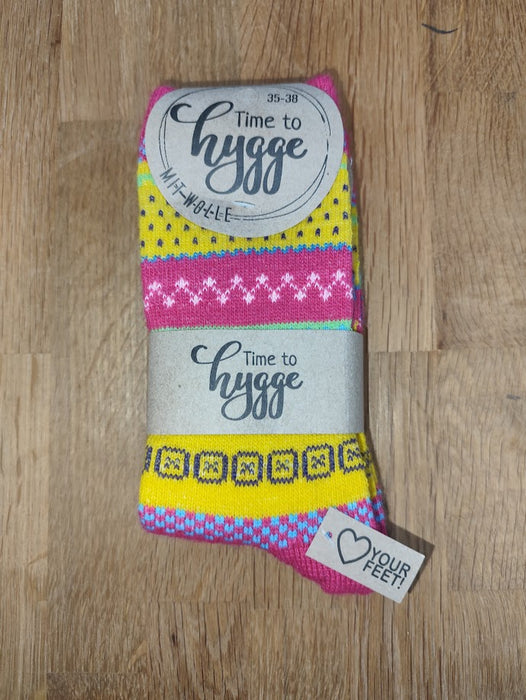 35-38
Time to
hygge
MIT WOLLE
Time to
hygge
YOUR
FEET!